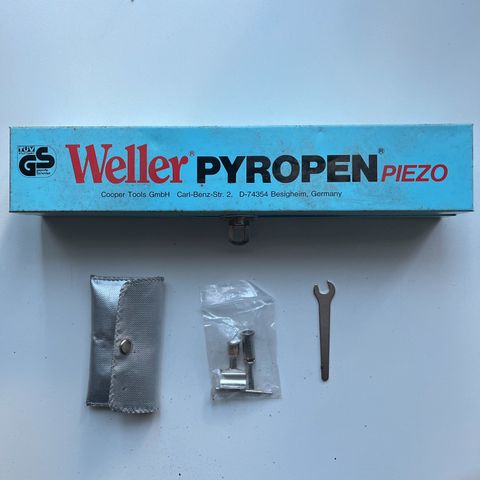 TÜV
GS
Weller® PYROPEN® PIEZO
Cooper Tools GmbH Carl-Benz-Str. 2, D-74354 Besigheim, Germany